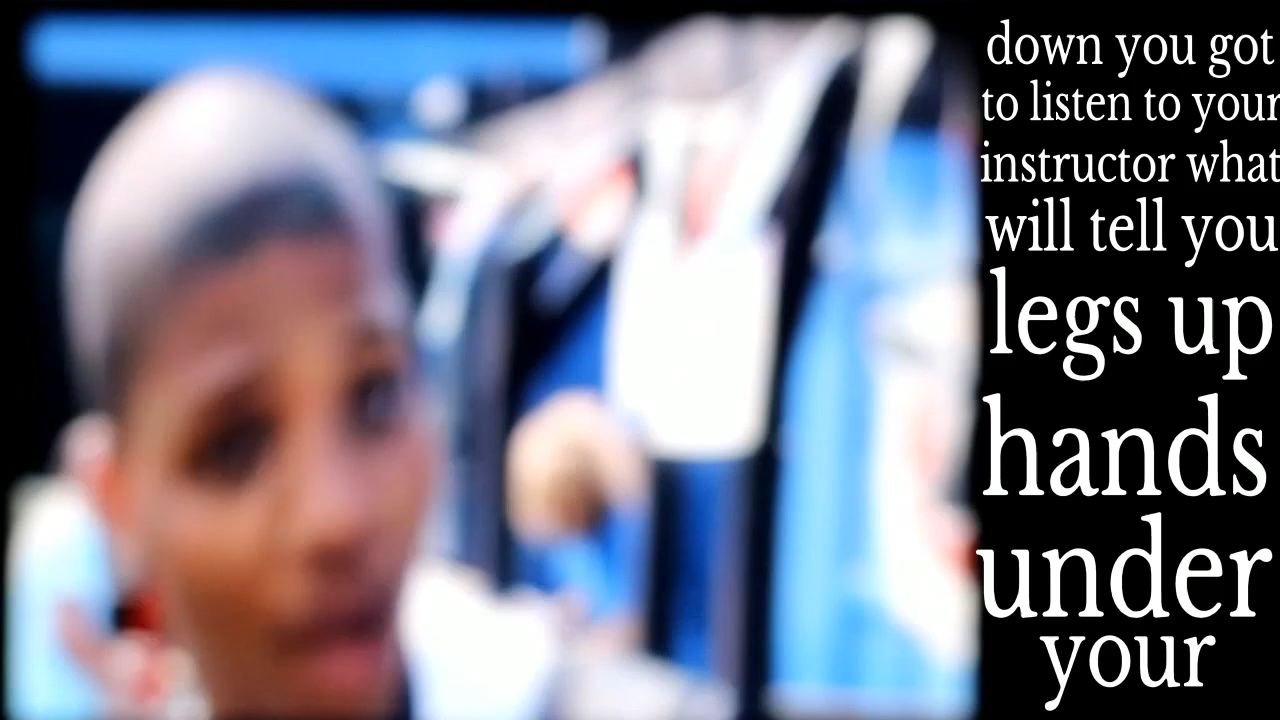 down you got
to listen to your
instructor what
will tell you
legs up
hands
under
your